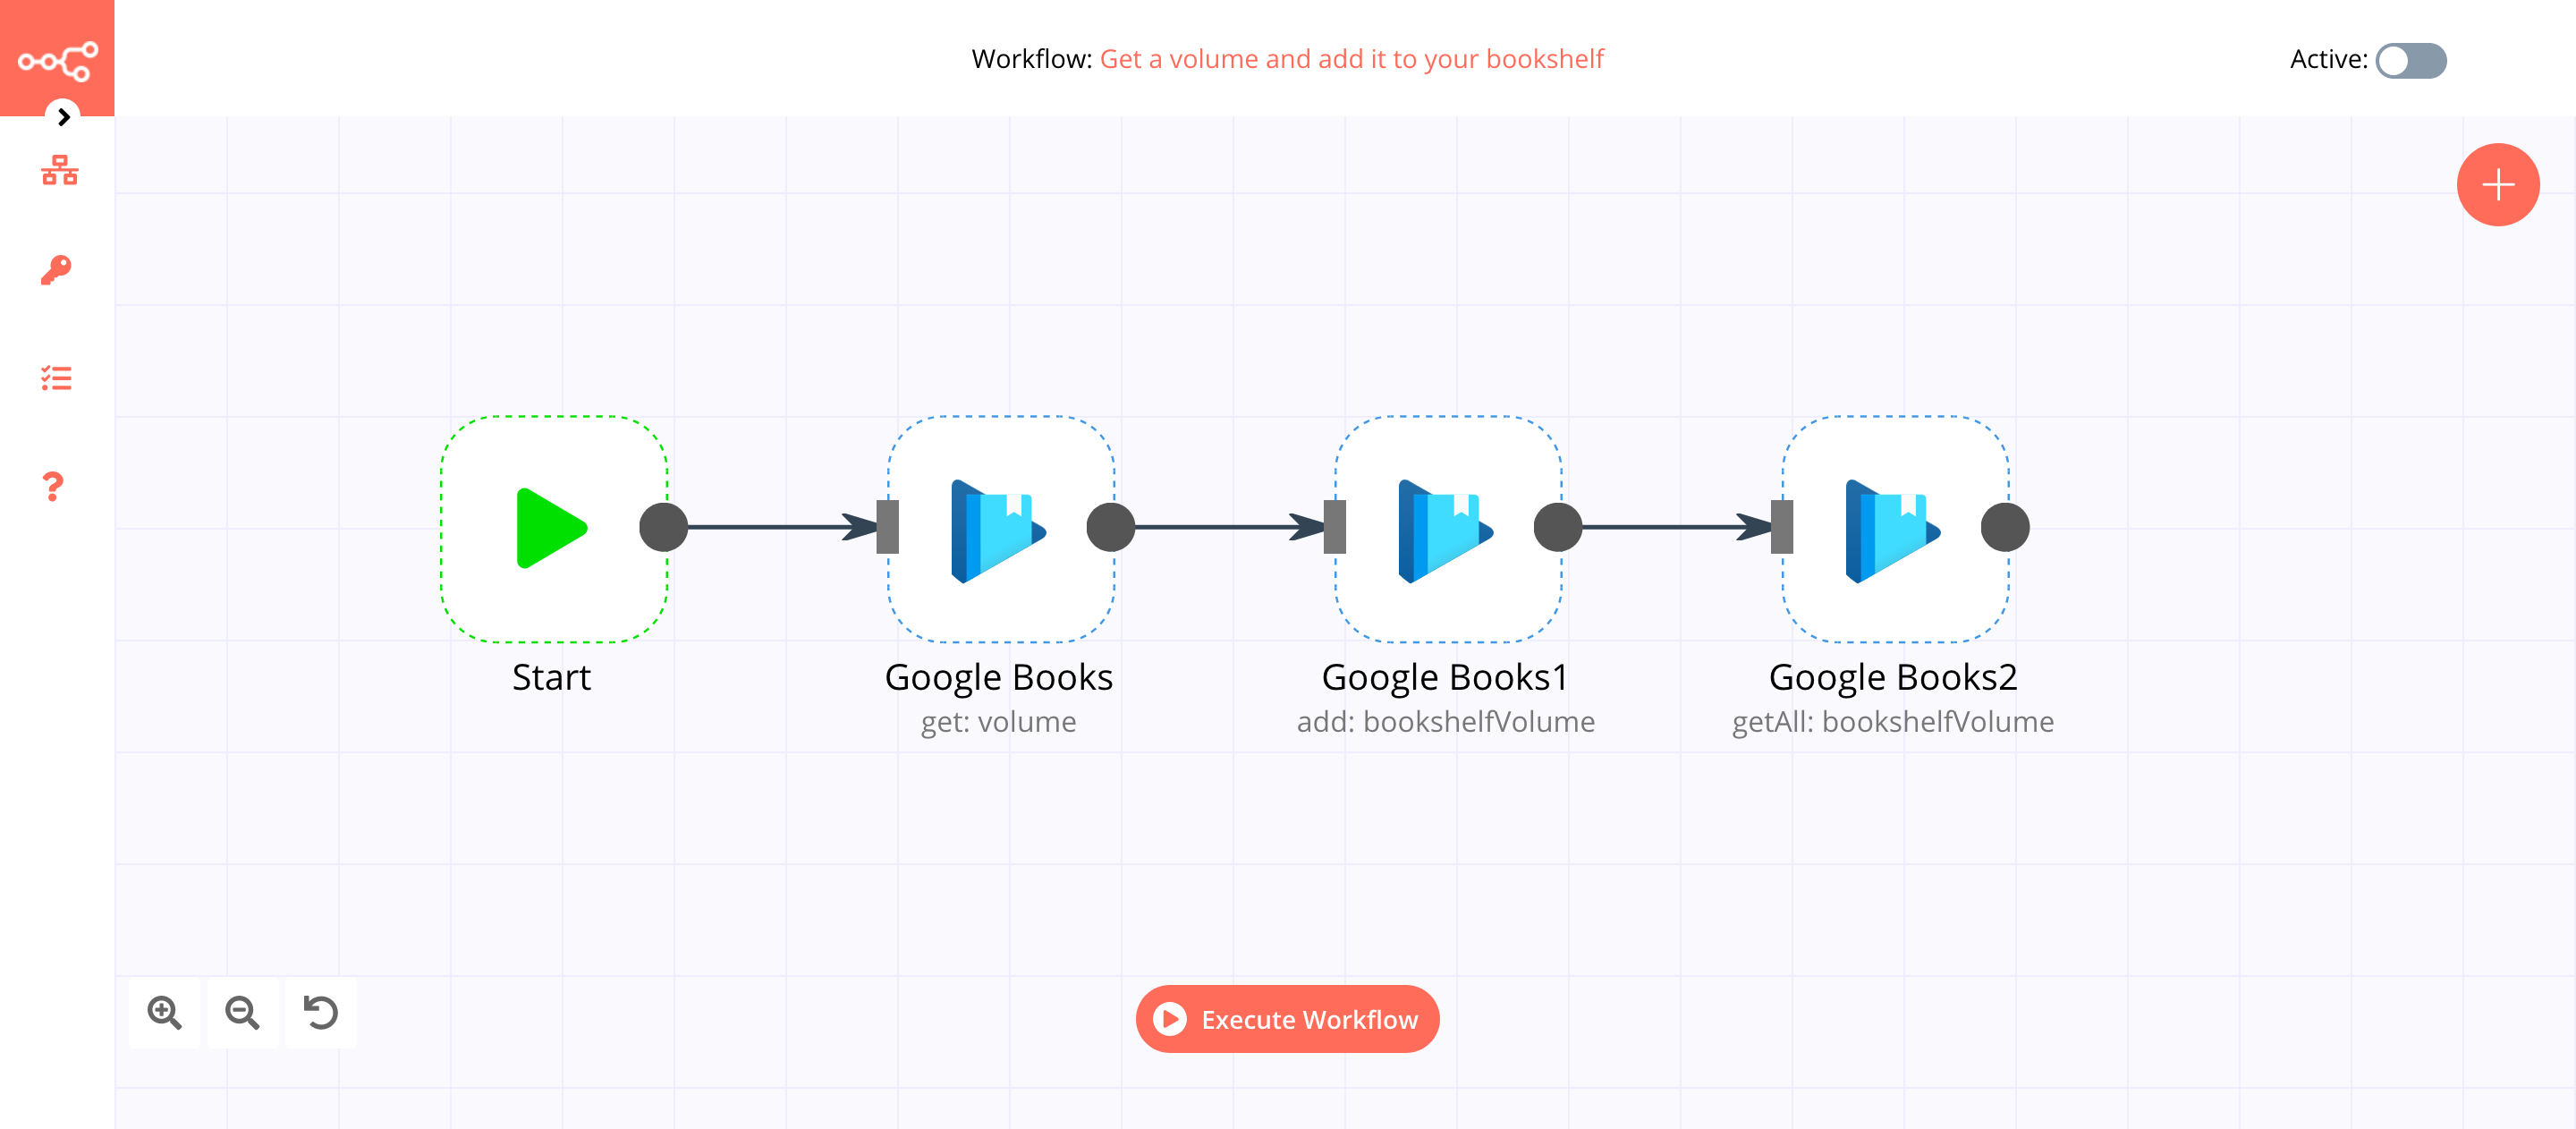 Workflow: Get a volume and add it to your bookshelf
Active:
Start
Google Books
get: volume
Google Books1
add: bookshelfVolume
Google Books2
getAll: bookshelfVolume
Execute Workflow